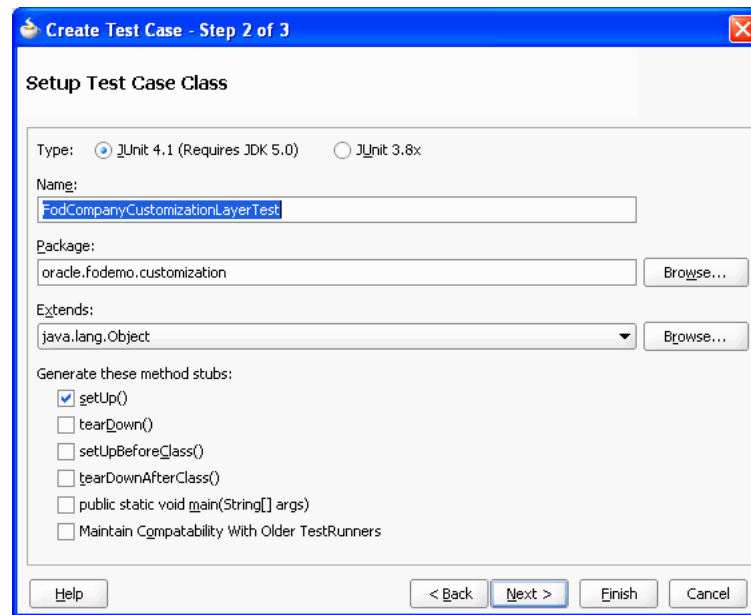 Create Test Case - Step 2 of 3
Setup Test Case Class
Type: JUnit 4.1 (Requires JDK 5.0) JUnit 3.8x
Name:
FodCompanyCustomizationLayerTest
Package:
oracle.fodemo.customization Browse...
Extends:
java.lang.Object Browse...
Generate these method stubs:
setUp()
tearDown()
setUpBeforeClass()
tearDownAfterClass()
public static void main(String[] args)
Maintain Compatability With Older TestRunners
Help < Back Next > Finish Cancel